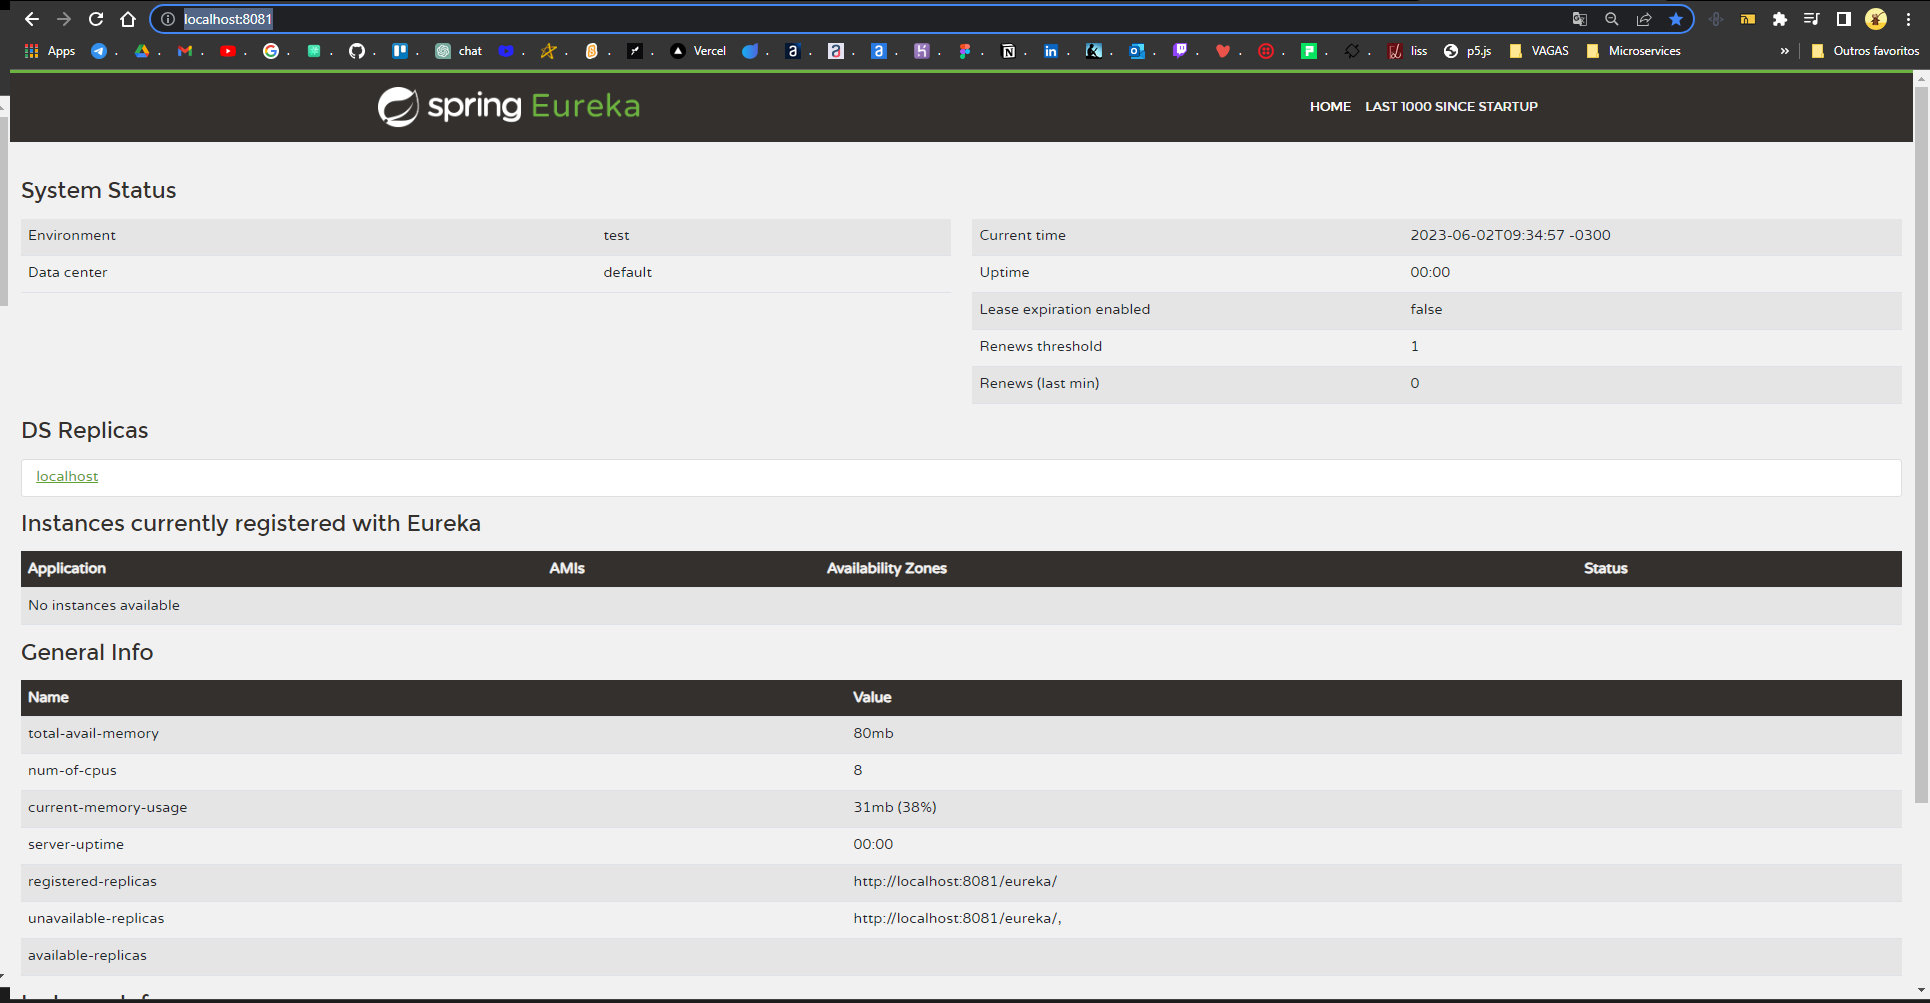 localhost:8081
Apps . . . . . . . . . chat . . . . Vercel . . . . . . . . . . . . . . . liss p5.js VAGAS Microservices » Outros favoritos
spring Eureka
HOME LAST 1000 SINCE STARTUP
System Status
Environment test
Data center default
Current time 2023-06-02T09:34:57 -0300
Uptime 00:00
Lease expiration enabled false
Renews threshold 1
Renews (last min) 0
DS Replicas
localhost
Instances currently registered with Eureka
Application AMIs Availability Zones Status
No instances available
General Info
Name Value
total-avail-memory 80mb
num-of-cpus 8
current-memory-usage 31mb (38%)
server-uptime 00:00
registered-replicas http://localhost:8081/eureka/
unavailable-replicas http://localhost:8081/eureka/,
available-replicas